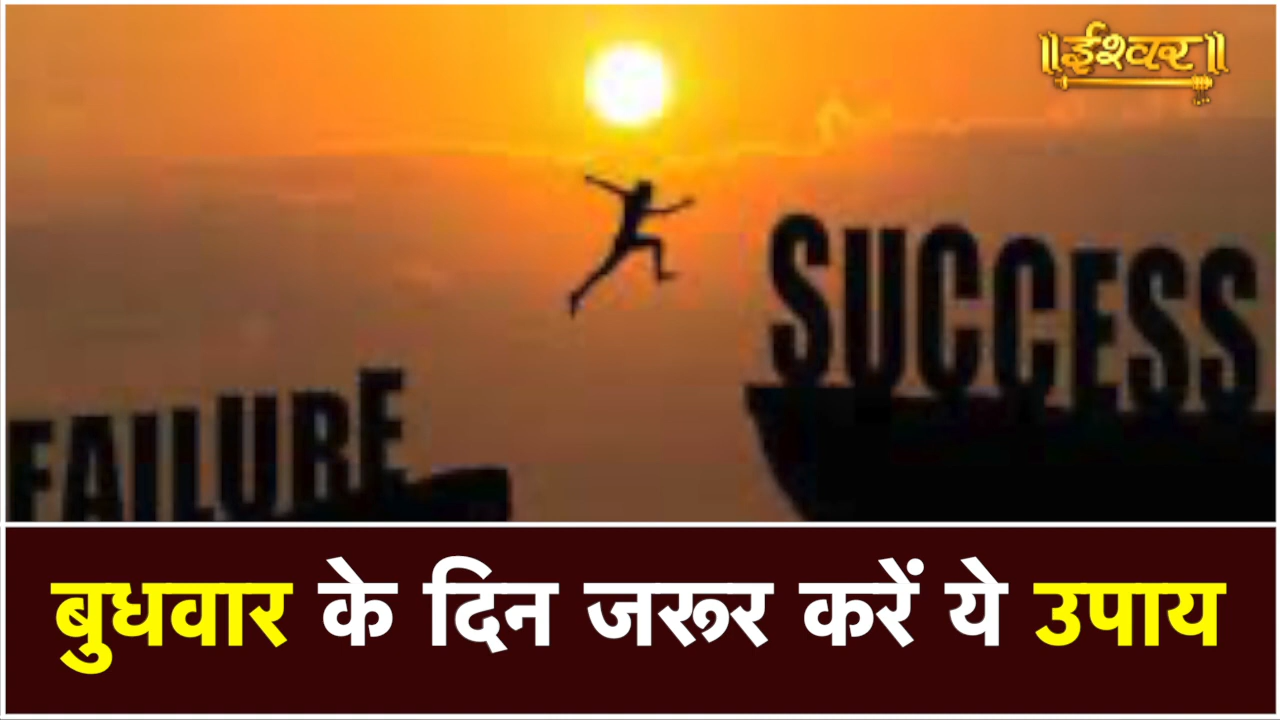 ॥ईश्वर॥
SUCCESS
FAILURE
बुधवार के दिन जरूर करें ये उपाय